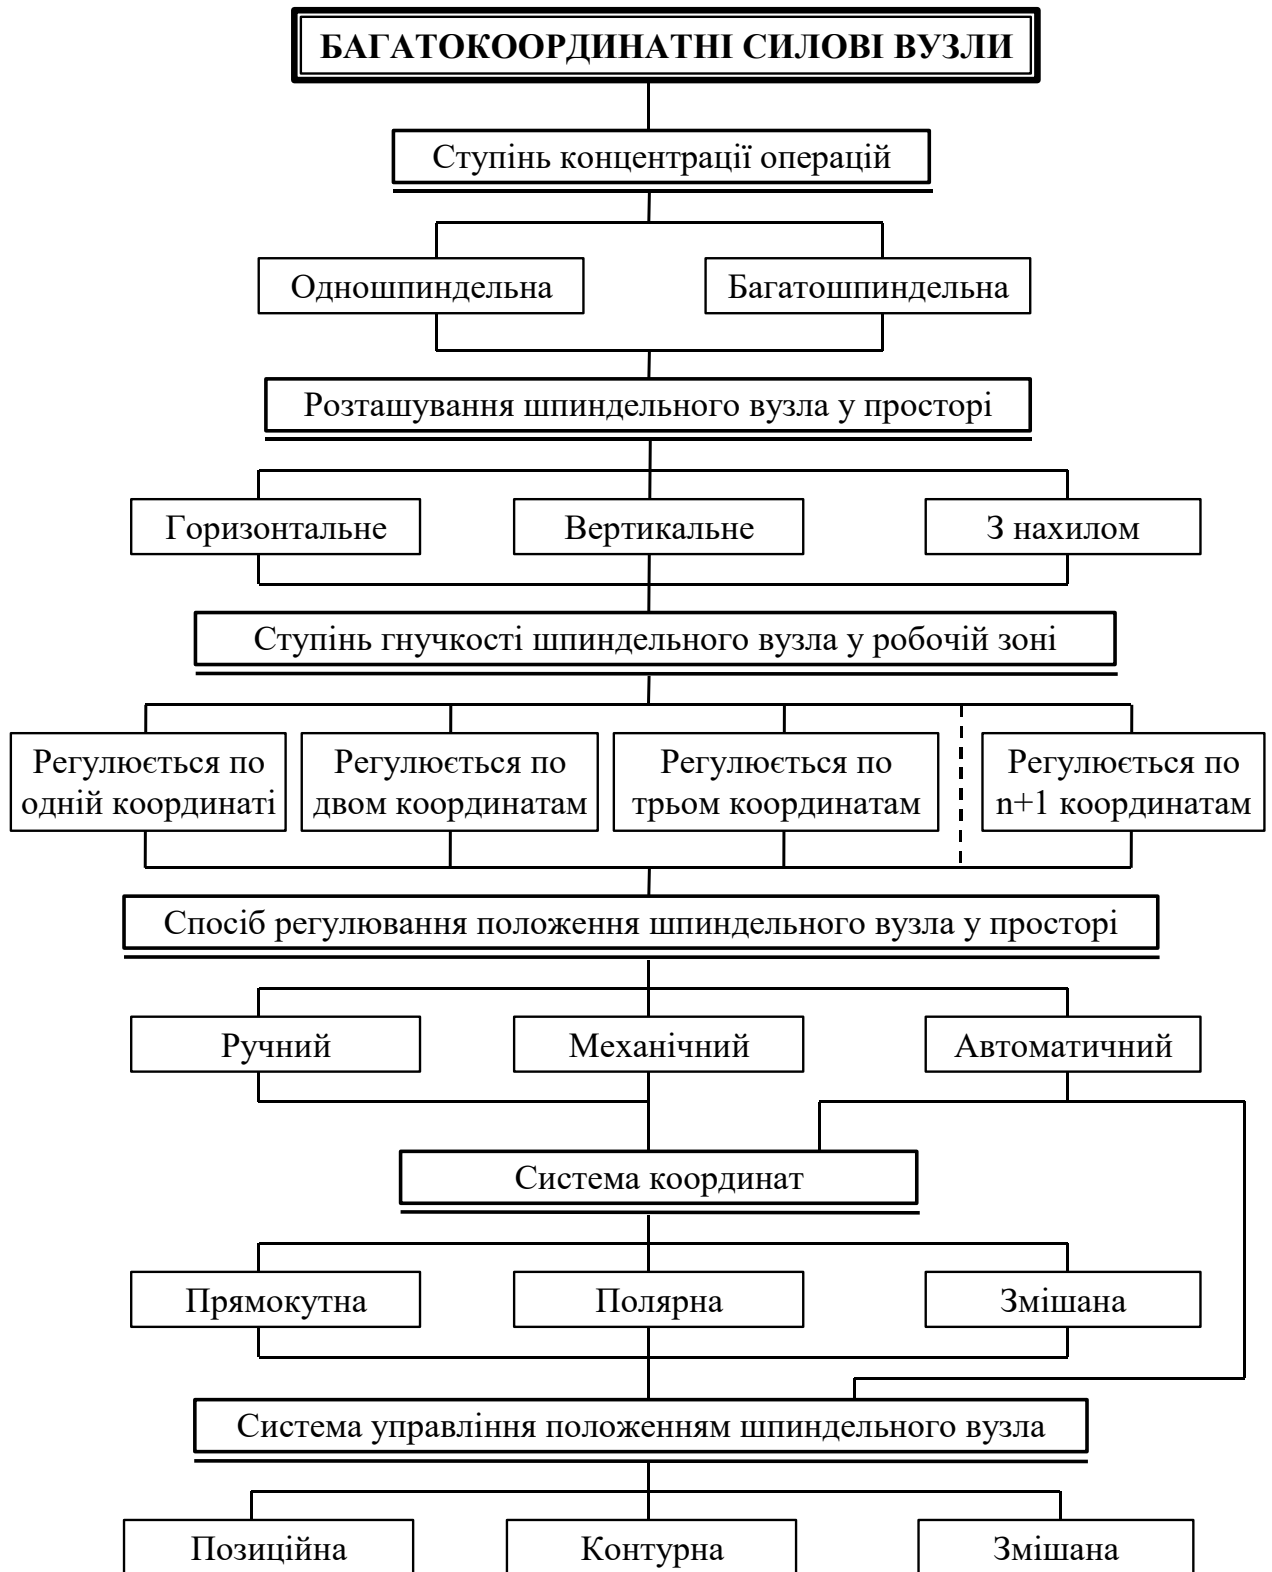 БАГАТОКООРДИНАТНІ СИЛОВІ ВУЗЛИ
Ступінь концентрації операцій
Одношпиндельна
Багатошпиндельна
Розташування шпиндельного вузла у просторі
Горизонтальне
Вертикальне
З нахилом
Ступінь гнучкості шпиндельного вузла у робочій зоні
Регулюється по
одній координаті
Регулюється по
двом координатам
Регулюється по
трьом координатам
Регулюється по
n+1 координатам
Спосіб регулювання положення шпиндельного вузла у просторі
Ручний
Механічний
Автоматичний
Система координат
Прямокутна
Полярна
Змішана
Система управління положенням шпиндельного вузла
Позиційна
Контурна
Змішана